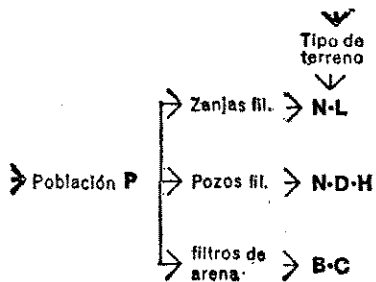 Tipo de
terreno
Zanjas fil. N·L
Población P Pozos fil. N·D·H
filtros de
arena· B·C